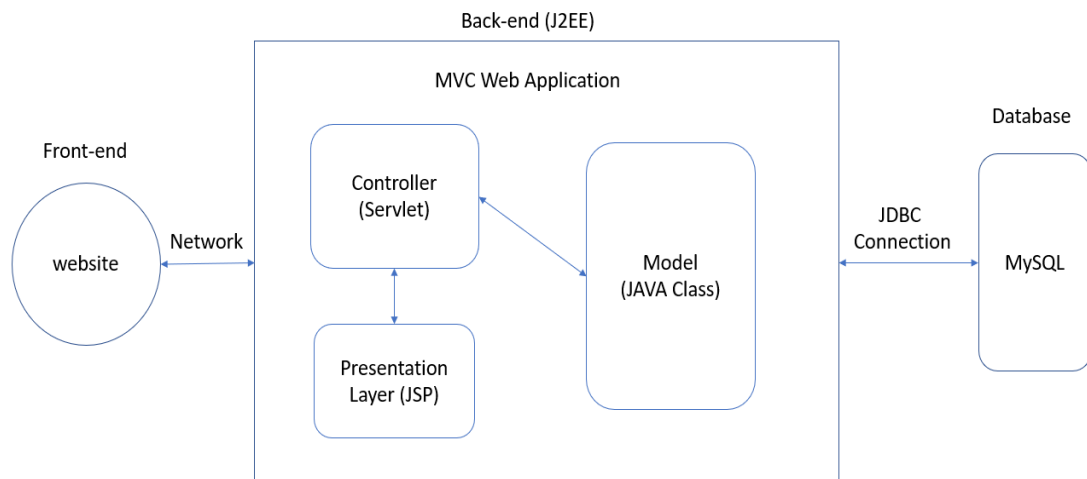 Back-end (J2EE)
MVC Web Application
Front-end
website
Network
Controller
(Servlet)
Presentation
Layer (JSP)
Model
(JAVA Class)
JDBC
Connection
Database
MySQL